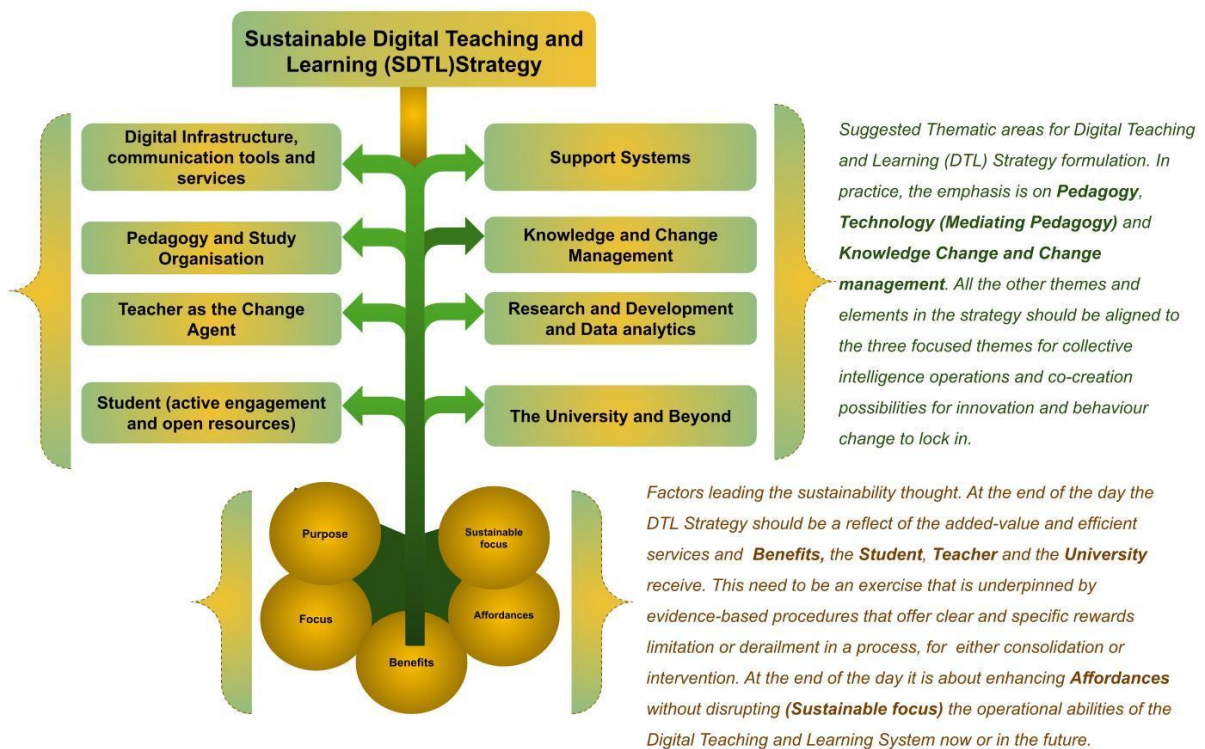 Sustainable Digital Teaching and
Learning (SDTL)Strategy
Digital Infrastructure,
communication tools and
services
Support Systems
Pedagogy and Study
Organisation
Knowledge and Change
Management
Teacher as the Change
Agent
Research and Development
and Data analytics
Student (active engagement
and open resources)
The University and Beyond
Suggested Thematic areas for Digital Teaching
and Learning (DTL) Strategy formulation. In
practice, the emphasis is on Pedagogy,
Technology (Mediating Pedagogy) and
Knowledge Change and Change
management. All the other themes and
elements in the strategy should be aligned to
the three focused themes for collective
intelligence operations and co-creation
possibilities for innovation and behaviour
change to lock in.
Purpose
Sustainable
focus
Focus
Affordances
Benefits
Factors leading the sustainability thought. At the end of the day the
DTL Strategy should be a reflect of the added-value and efficient
services and Benefits, the Student, Teacher and the University
receive. This need to be an exercise that is underpinned by
evidence-based procedures that offer clear and specific rewards
limitation or derailment in a process, for either consolidation or
intervention. At the end of the day it is about enhancing Affordances
without disrupting (Sustainable focus) the operational abilities of the
Digital Teaching and Learning System now or in the future.